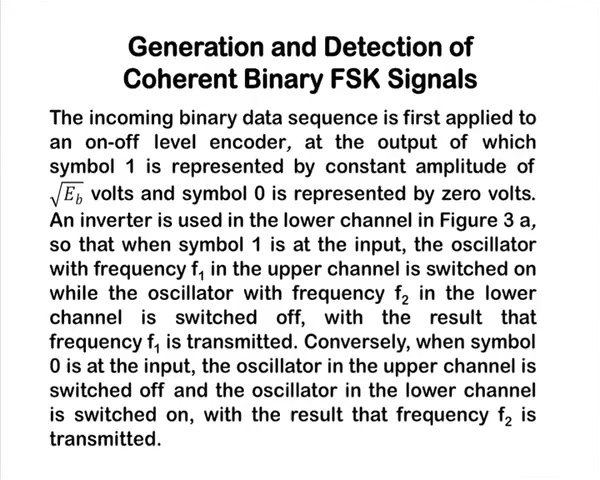 Generation and Detection of
Coherent Binary FSK Signals
The incoming binary data sequence is first applied to
an on-off level encoder, at the output of which
symbol 1 is represented by constant amplitude of
√E_b volts and symbol 0 is represented by zero volts.
An inverter is used in the lower channel in Figure 3 a,
so that when symbol 1 is at the input, the oscillator
with frequency f₁ in the upper channel is switched on
while the oscillator with frequency f₂ in the lower
channel is switched off, with the result that
frequency f₁ is transmitted. Conversely, when symbol
0 is at the input, the oscillator in the upper channel is
switched off and the oscillator in the lower channel
is switched on, with the result that frequency f₂ is
transmitted.